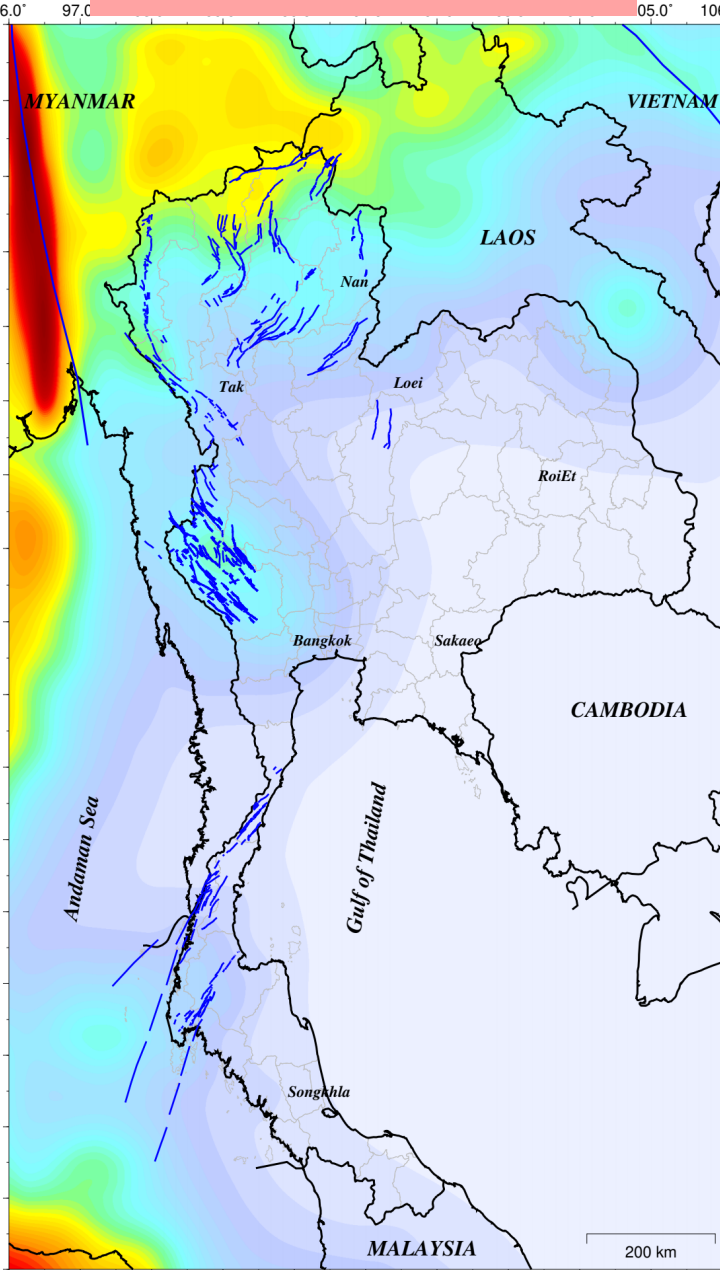 6.0˚ 97.0 05.0˚ 106
MYANMAR VIETNAM
LAOS
Nan
Tak
Loei
RoiEt
Bangkok Sakaeo
CAMBODIA
Andaman Sea
Gulf of Thailand
Songkhla
MALAYSIA
200 km